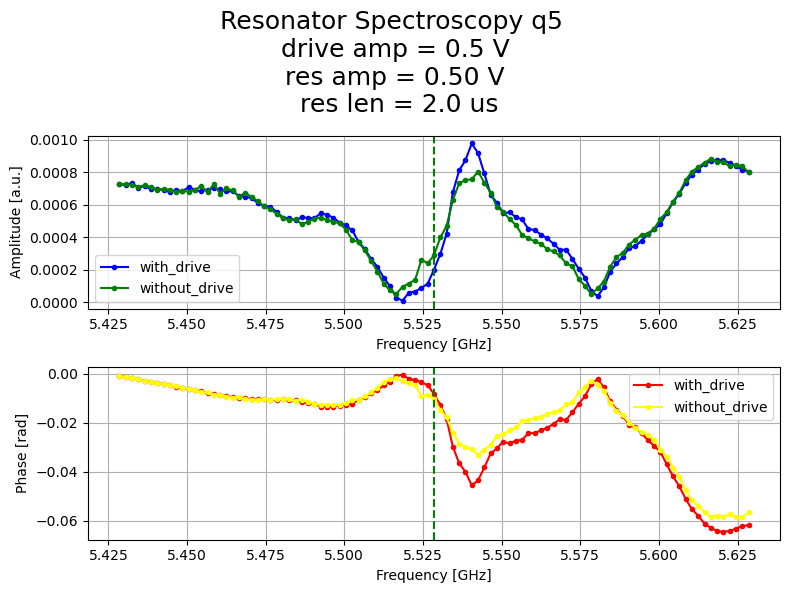 Resonator Spectroscopy q5
drive amp = 0.5 V
res amp = 0.50 V
res len = 2.0 us
0.0010
0.0008
0.0006
0.0004
0.0002
0.0000
Amplitude [a.u.]
with_drive
without_drive
5.425 5.450 5.475 5.500 5.525 5.550 5.575 5.600 5.625
Frequency [GHz]
0.00
−0.02
−0.04
−0.06
Phase [rad]
with_drive
without_drive
5.425 5.450 5.475 5.500 5.525 5.550 5.575 5.600 5.625
Frequency [GHz]